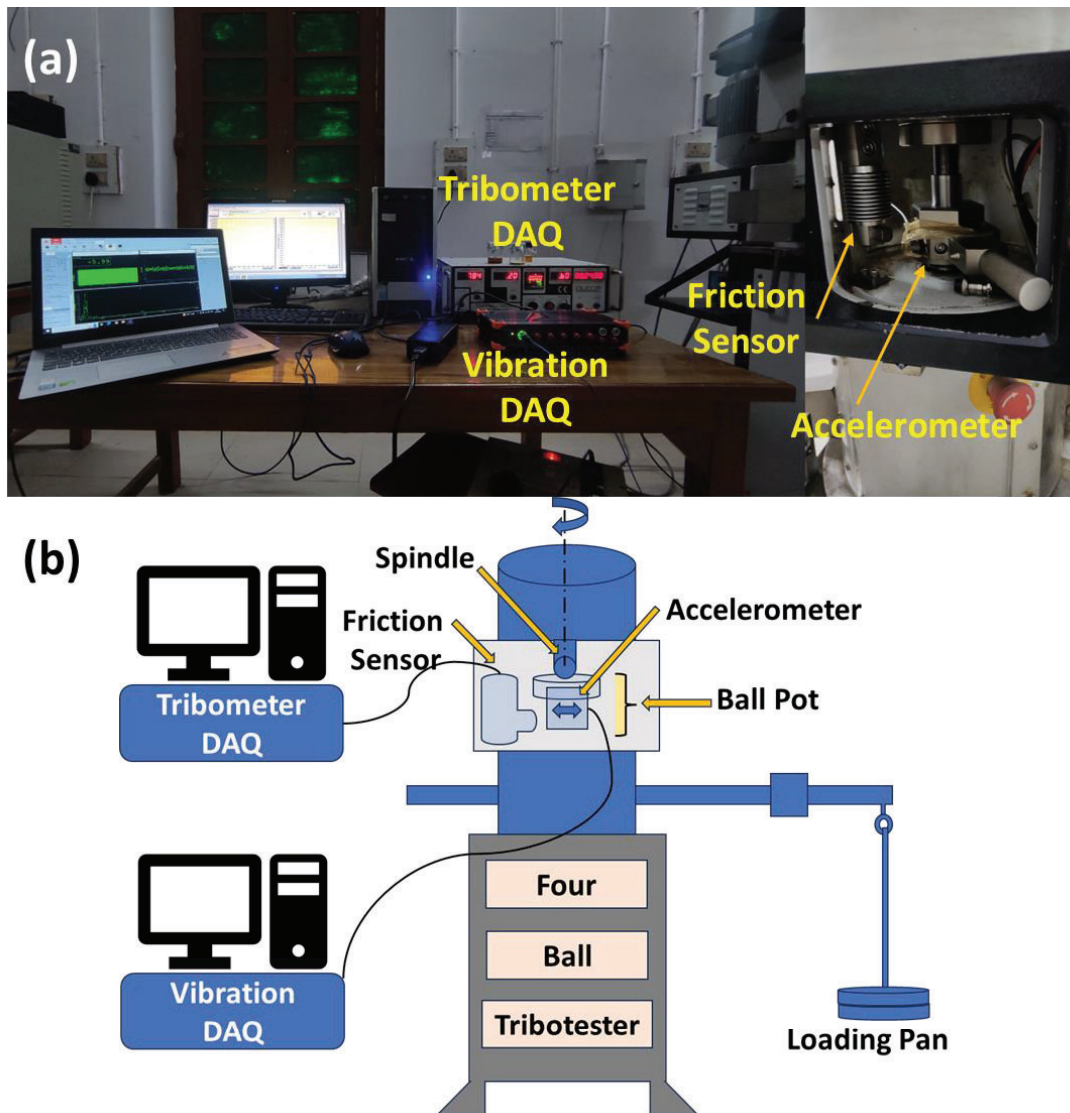 (a)
Tribometer
DAQ
Friction
Sensor
Vibration
DAQ
Accelerometer
(b)
Spindle
Accelerometer
Friction
Sensor
Ball Pot
Tribometer
DAQ
Four
Ball
Vibration
DAQ
Tribotester
Loading Pan